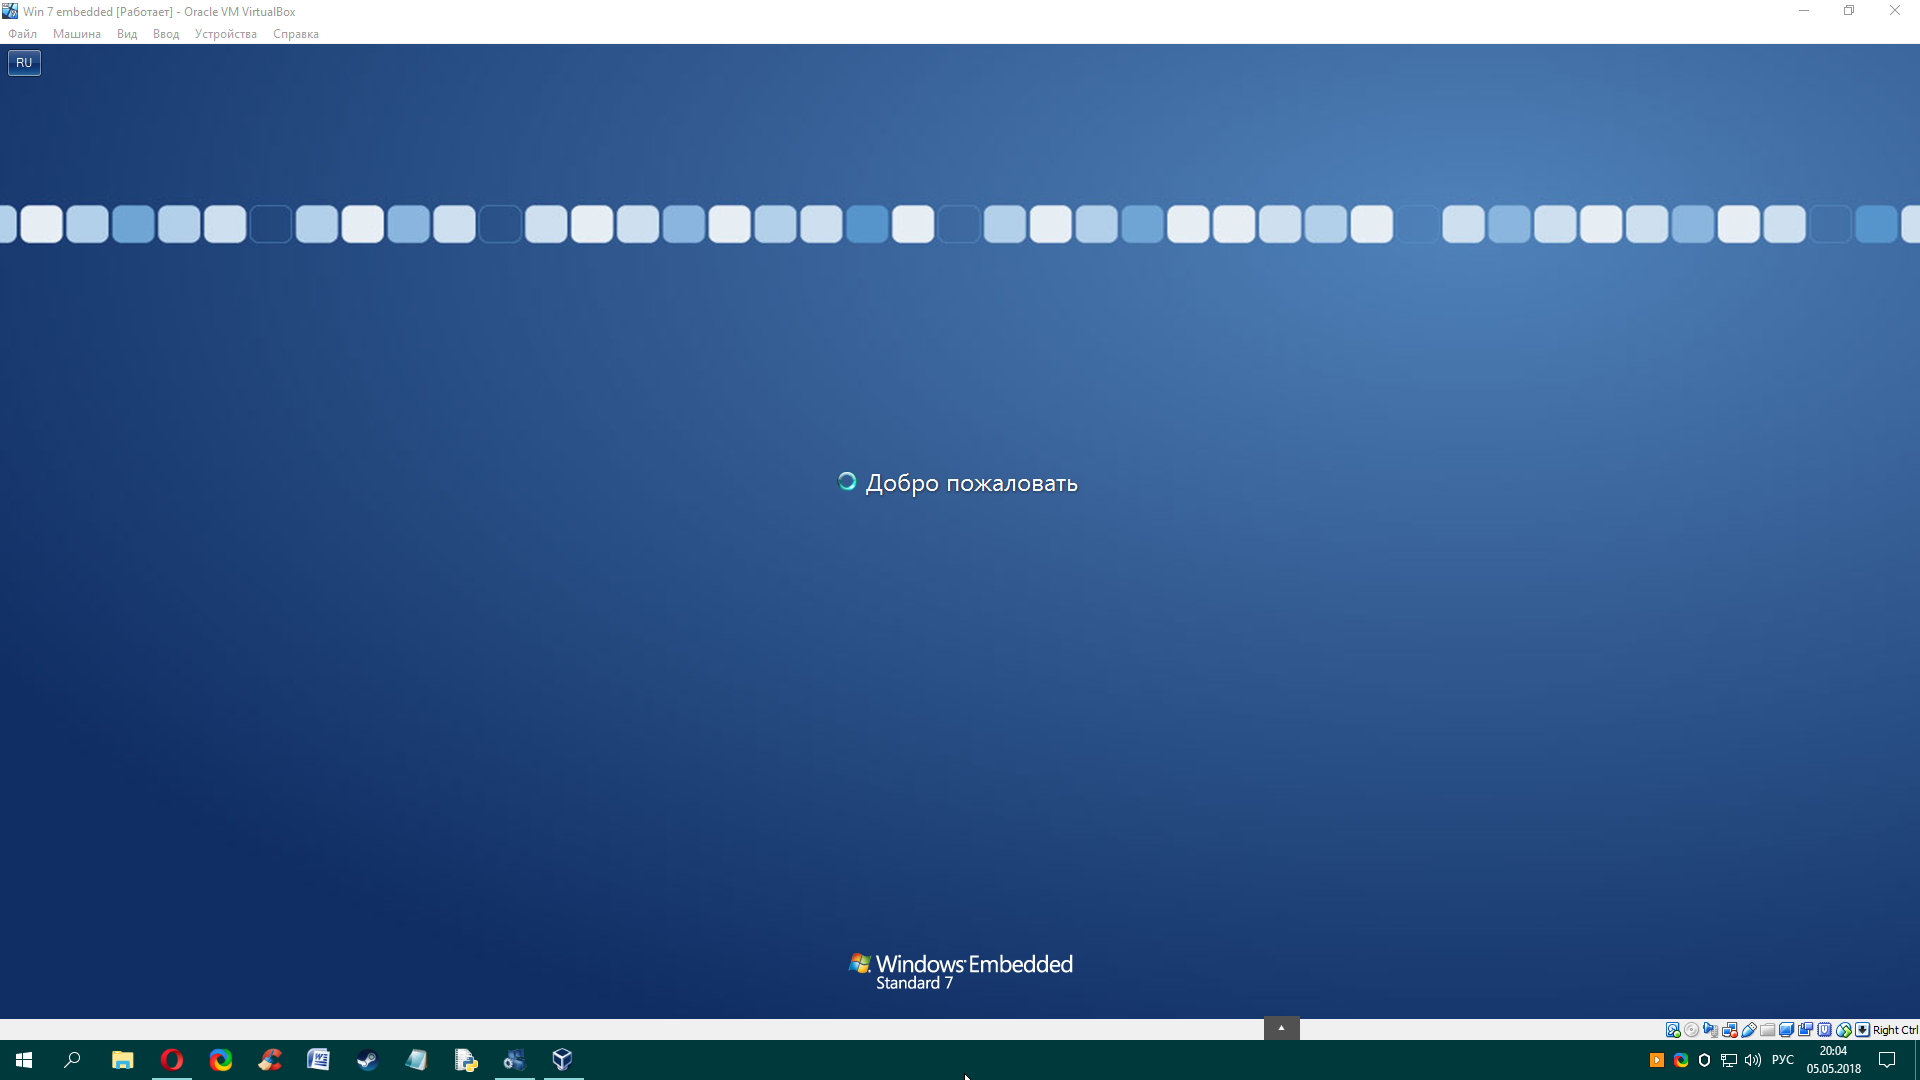 Win 7 embedded [Работает] - Oracle VM VirtualBox
Файл Машина Вид Ввод Устройства Справка
RU
Добро пожаловать
Windows Embedded
Standard 7
Right Ctrl
РУС
20:04
05.05.2018